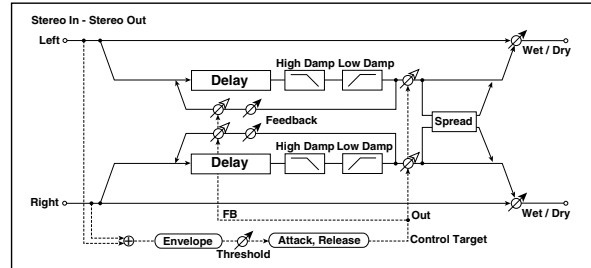 Stereo In - Stereo Out
Left
Wet / Dry
High Damp Low Damp
Delay
Feedback
Spread
High Damp Low Damp
Delay
Right
Wet / Dry
FB
Out
Envelope
Threshold
Attack, Release
Control Target